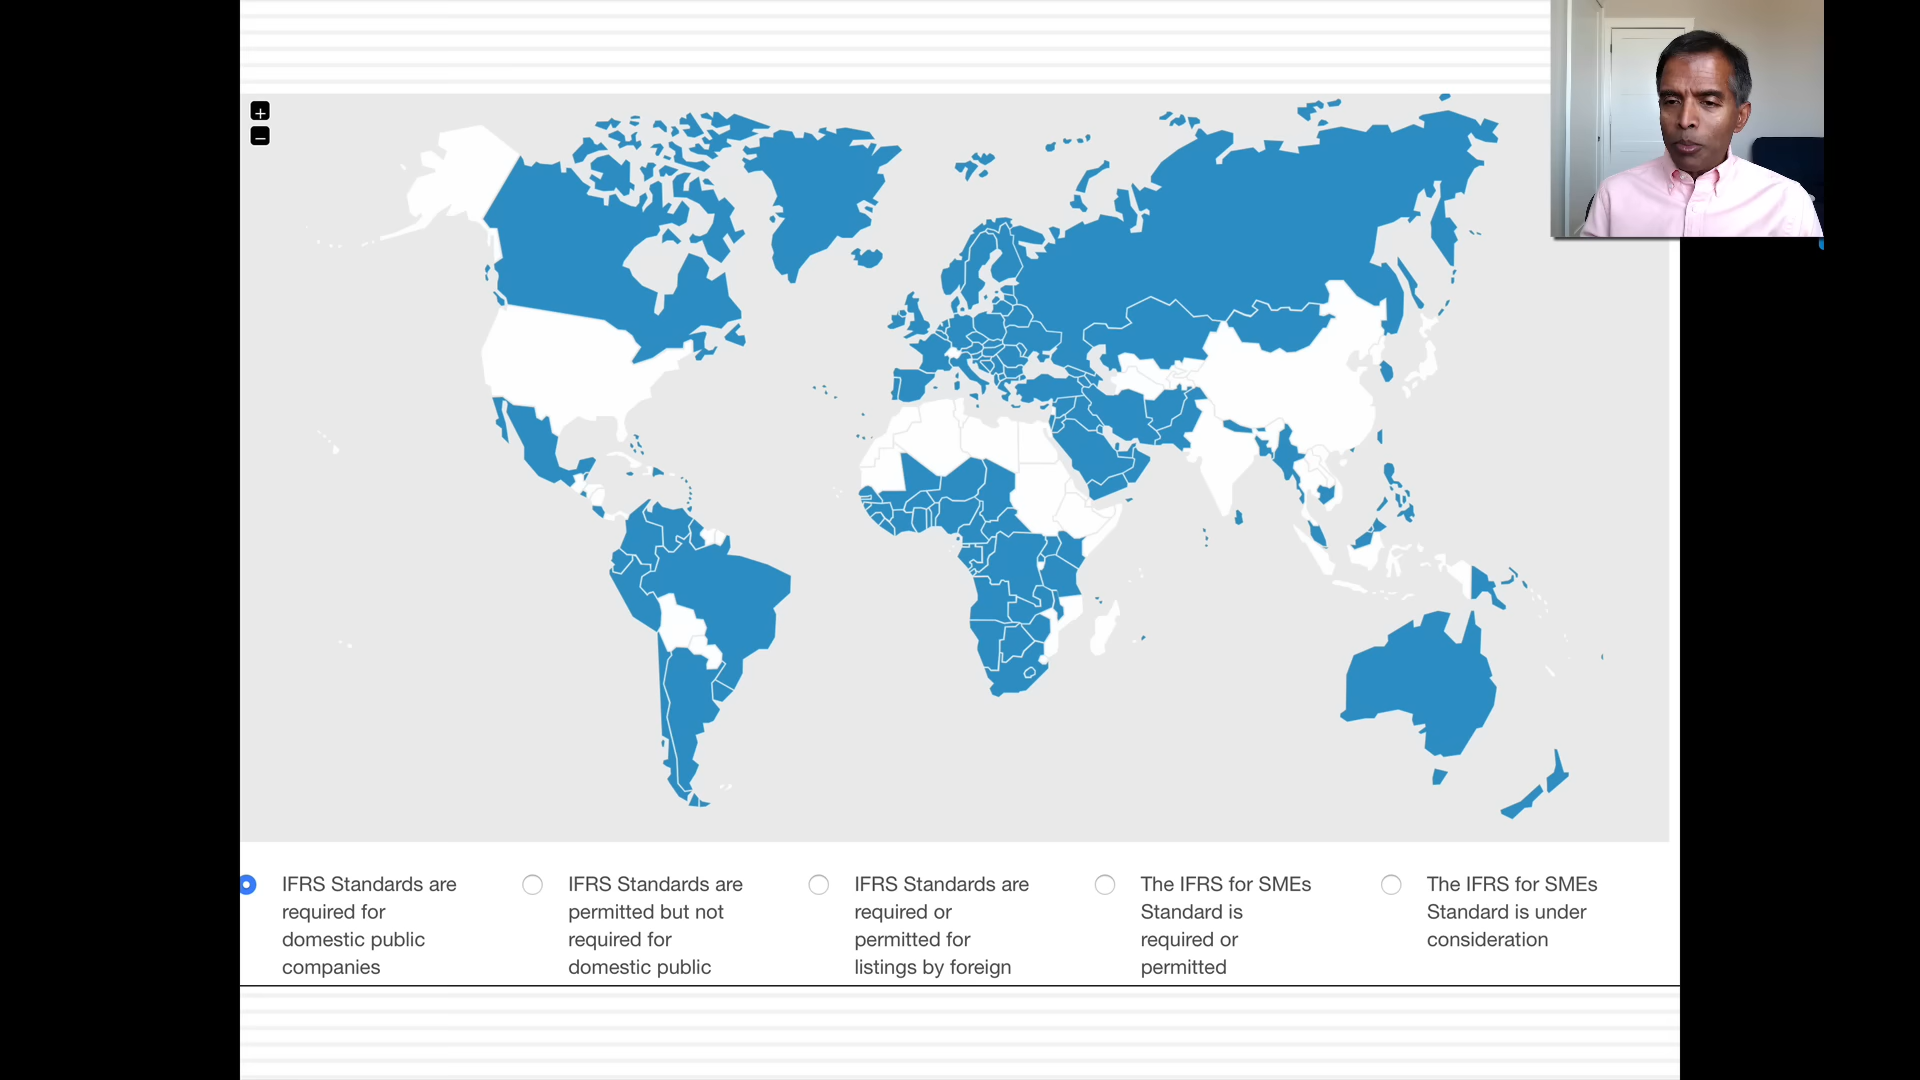 +
–
IFRS Standards are
required for
domestic public
companies
IFRS Standards are
permitted but not
required for
domestic public
IFRS Standards are
required or
permitted for
listings by foreign
The IFRS for SMEs
Standard is
required or
permitted
The IFRS for SMEs
Standard is under
consideration